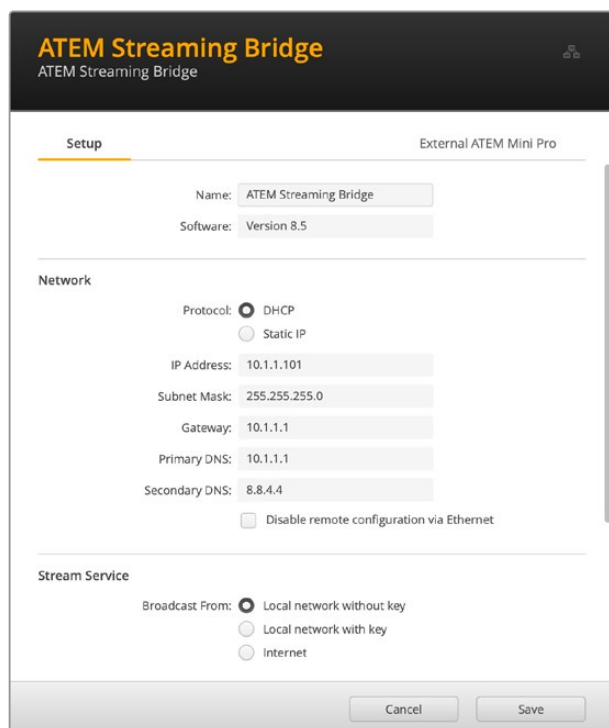 ATEM Streaming Bridge
ATEM Streaming Bridge
Setup External ATEM Mini Pro
Name: ATEM Streaming Bridge
Software: Version 8.5
Network
Protocol: DHCP
Static IP
IP Address: 10.1.1.101
Subnet Mask: 255.255.255.0
Gateway: 10.1.1.1
Primary DNS: 10.1.1.1
Secondary DNS: 8.8.4.4
Disable remote configuration via Ethernet
Stream Service
Broadcast From: Local network without key
Local network with key
Internet
Cancel Save